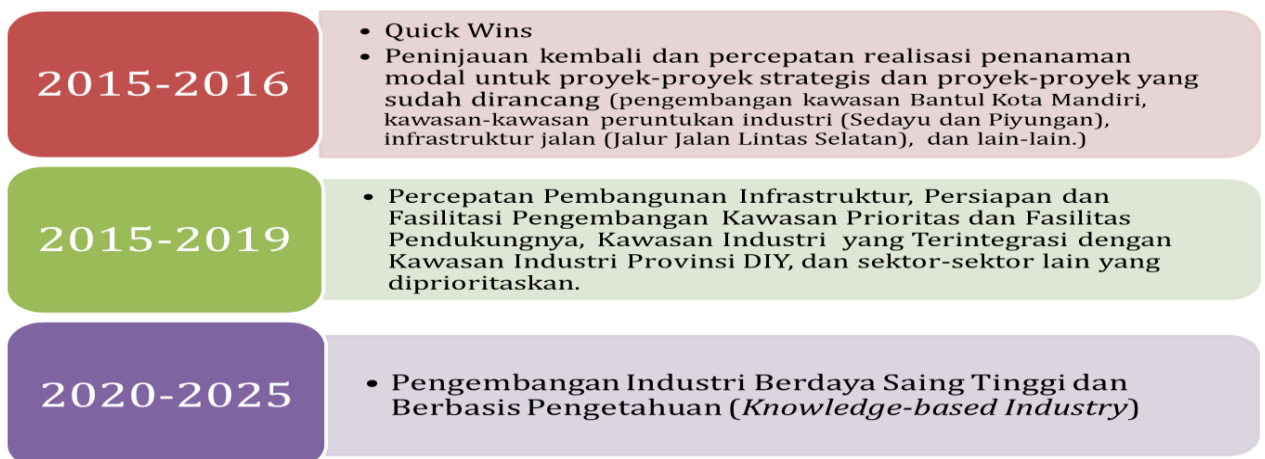 2015-2016
• Quick Wins
• Peninjauan kembali dan percepatan realisasi penanaman
modal untuk proyek-proyek strategis dan proyek-proyek yang
sudah dirancang (pengembangan kawasan Bantul Kota Mandiri,
kawasan-kawasan peruntukan industri (Sedayu dan Piyungan),
infrastruktur jalan (Jalur Jalan Lintas Selatan), dan lain-lain.)
2015-2019
• Percepatan Pembangunan Infrastruktur, Persiapan dan
Fasilitasi Pengembangan Kawasan Prioritas dan Fasilitas
Pendukungnya, Kawasan Industri yang Terintegrasi dengan
Kawasan Industri Provinsi DIY, dan sektor-sektor lain yang
diprioritaskan.
2020-2025
• Pengembangan Industri Berdaya Saing Tinggi dan
Berbasis Pengetahuan (Knowledge-based Industry)